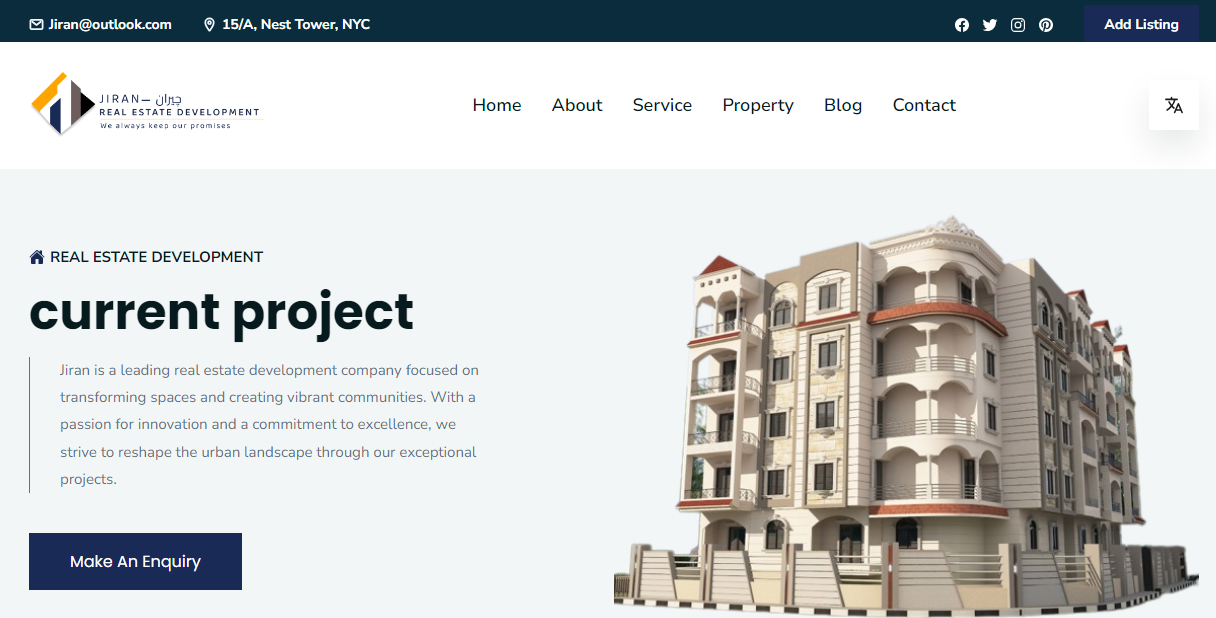 Jiran@outlook.com
15/A, Nest Tower, NYC
Add Listing
JIRAN — جيران
REAL ESTATE DEVELOPMENT
We always keep our promises
Home
About
Service
Property
Blog
Contact
REAL ESTATE DEVELOPMENT
current project
Jiran is a leading real estate development company focused on
transforming spaces and creating vibrant communities. With a
passion for innovation and a commitment to excellence, we
strive to reshape the urban landscape through our exceptional
projects.
Make An Enquiry